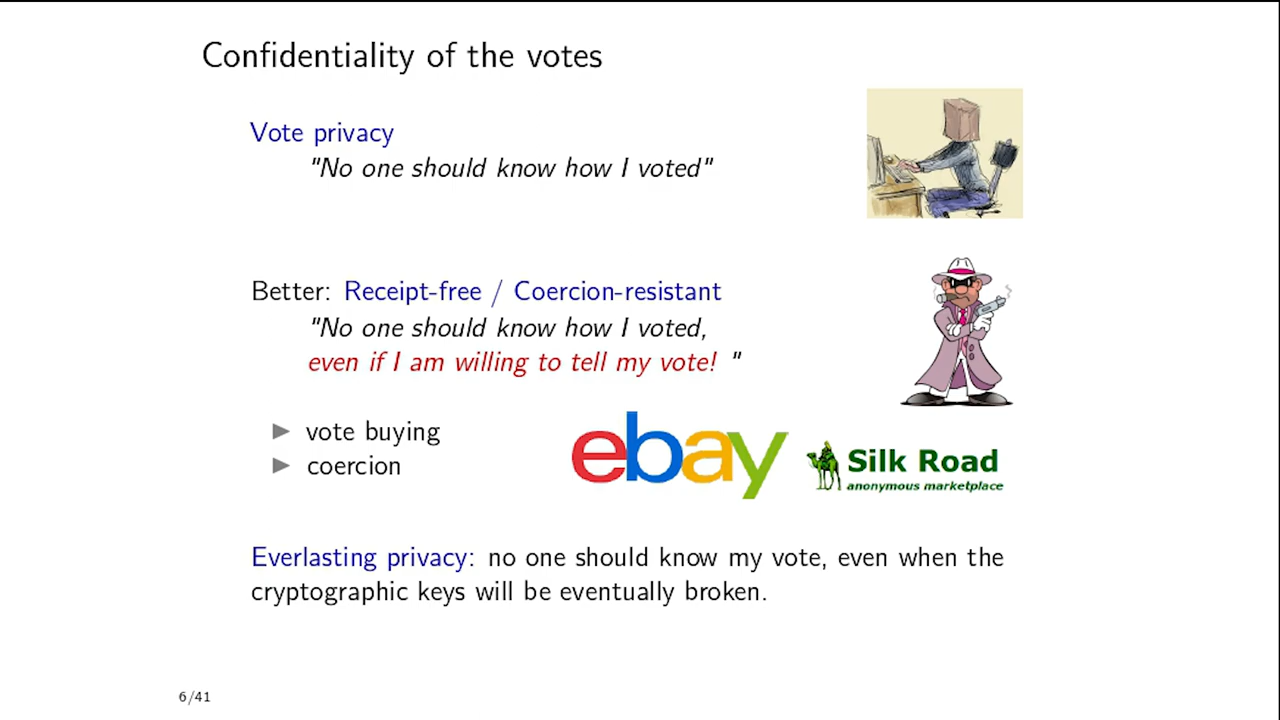 Confidentiality of the votes
Vote privacy
"No one should know how I voted"
Better: Receipt-free / Coercion-resistant
"No one should know how I voted,
even if I am willing to tell my vote! "
▶ vote buying
▶ coercion
ebay
Silk Road
anonymous marketplace
Everlasting privacy: no one should know my vote, even when the
cryptographic keys will be eventually broken.
6/41